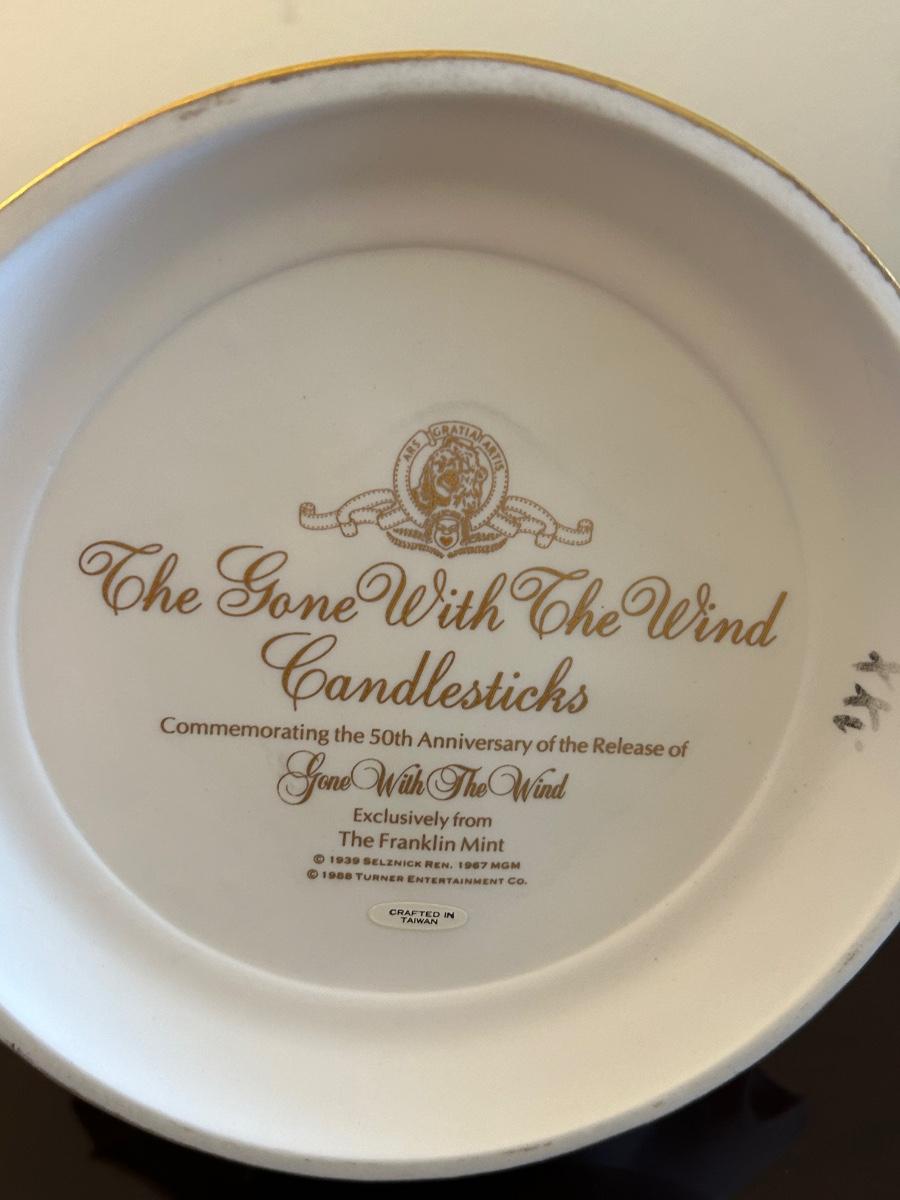 ARS GRATIA ARTIS
The Gone With The Wind
Candlesticks
Commemorating the 50th Anniversary of the Release of
Gone With The Wind
Exclusively from
The Franklin Mint
© 1939 SELZNICK REN. 1967 MGM
© 1988 TURNER ENTERTAINMENT CO.
CRAFTED IN
TAIWAN